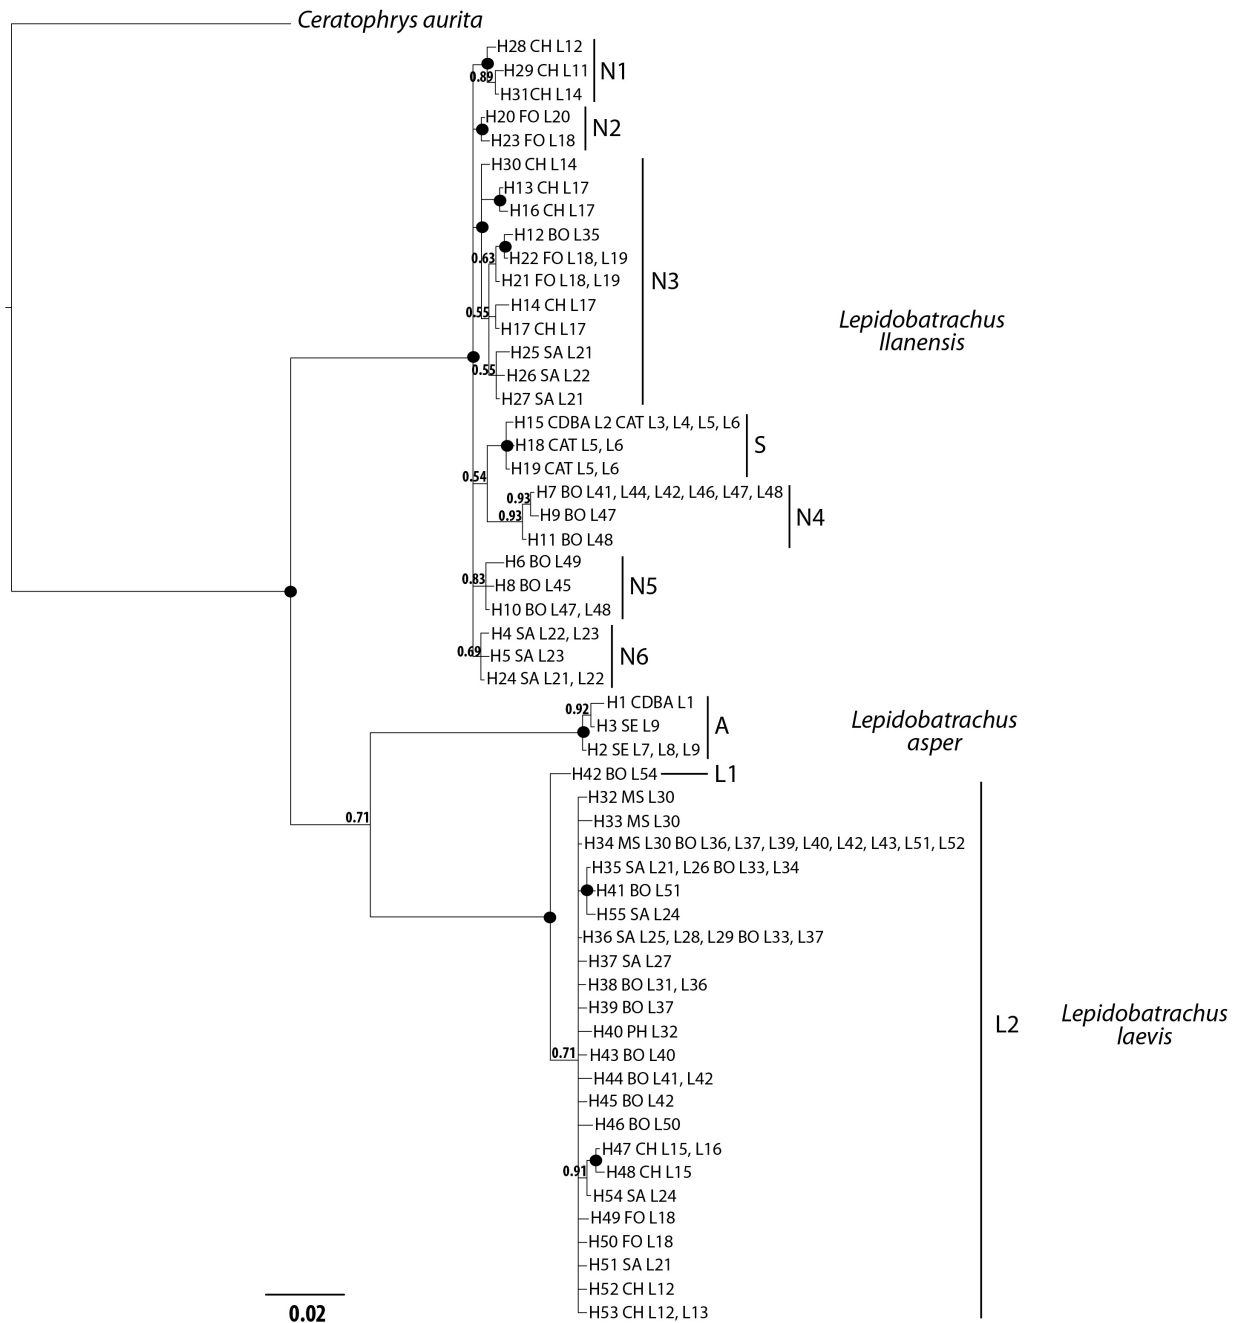 Ceratophrys aurita
H28 CH L12
0.89
H29 CH L11
N1
H31CH L14
H20 FO L20
N2
H23 FO L18
H30 CH L14
H13 CH L17
H16 CH L17
H12 BO L35
0.63
H22 FO L18, L19
H21 FO L18, L19
N3
H14 CH L17
0.55
H17 CH L17
H25 SA L21
0.55
H26 SA L22
H27 SA L21
Lepidobatrachus
llanensis
H15 CDBA L2 CAT L3, L4, L5, L6
H18 CAT L5, L6
S
H19 CAT L5, L6
0.54
0.93
H7 BO L41, L44, L42, L46, L47, L48
0.93
H9 BO L47
N4
H11 BO L48
H6 BO L49
0.83
H8 BO L45
N5
H10 BO L47, L48
H4 SA L22, L23
0.69
H5 SA L23
N6
H24 SA L21, L22
0.92
H1 CDBA L1
H3 SE L9
A
H2 SE L7, L8, L9
Lepidobatrachus
asper
H42 BO L54
L1
0.71
H32 MS L30
H33 MS L30
H34 MS L30 BO L36, L37, L39, L40, L42, L43, L51, L52
H35 SA L21, L26 BO L33, L34
H41 BO L51
H55 SA L24
H36 SA L25, L28, L29 BO L33, L37
H37 SA L27
H38 BO L31, L36
H39 BO L37
H40 PH L32
L2
Lepidobatrachus
laevis
0.71
H43 BO L40
H44 BO L41, L42
H45 BO L42
H46 BO L50
H47 CH L15, L16
0.91
H48 CH L15
H54 SA L24
H49 FO L18
H50 FO L18
H51 SA L21
H52 CH L12
H53 CH L12, L13
0.02